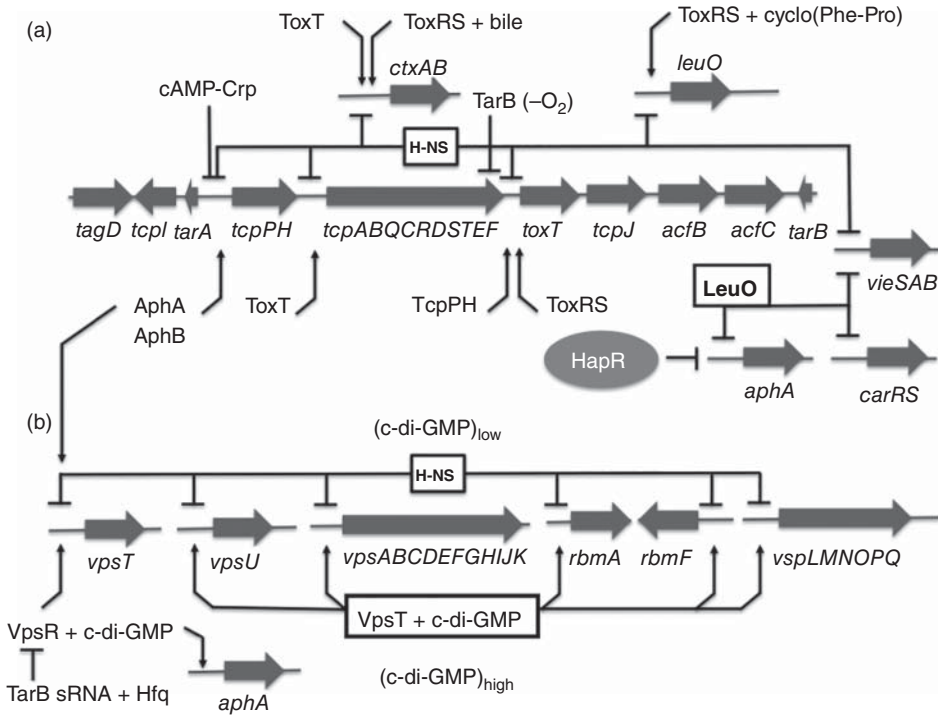 (a)
ToxT
ToxRS + bile
ToxRS + cyclo(Phe-Pro)
ctxAB
leuO
cAMP-Crp
TarB (–O2)
H-NS
tagD
tcpI
tarA
tcpPH
tcpABQCRDSTEF
toxT
tcpJ
acfB
acfC
tarB
vieSAB
AphA
AphB
ToxT
TcpPH
ToxRS
LeuO
HapR
aphA
carRS
(b)
(c-di-GMP)low
H-NS
vpsT
vpsU
vpsABCDEFGHIJK
rbmA
rbmF
vspLMNOPQ
VpsR + c-di-GMP
VpsT + c-di-GMP
TarB sRNA + Hfq
aphA
(c-di-GMP)high